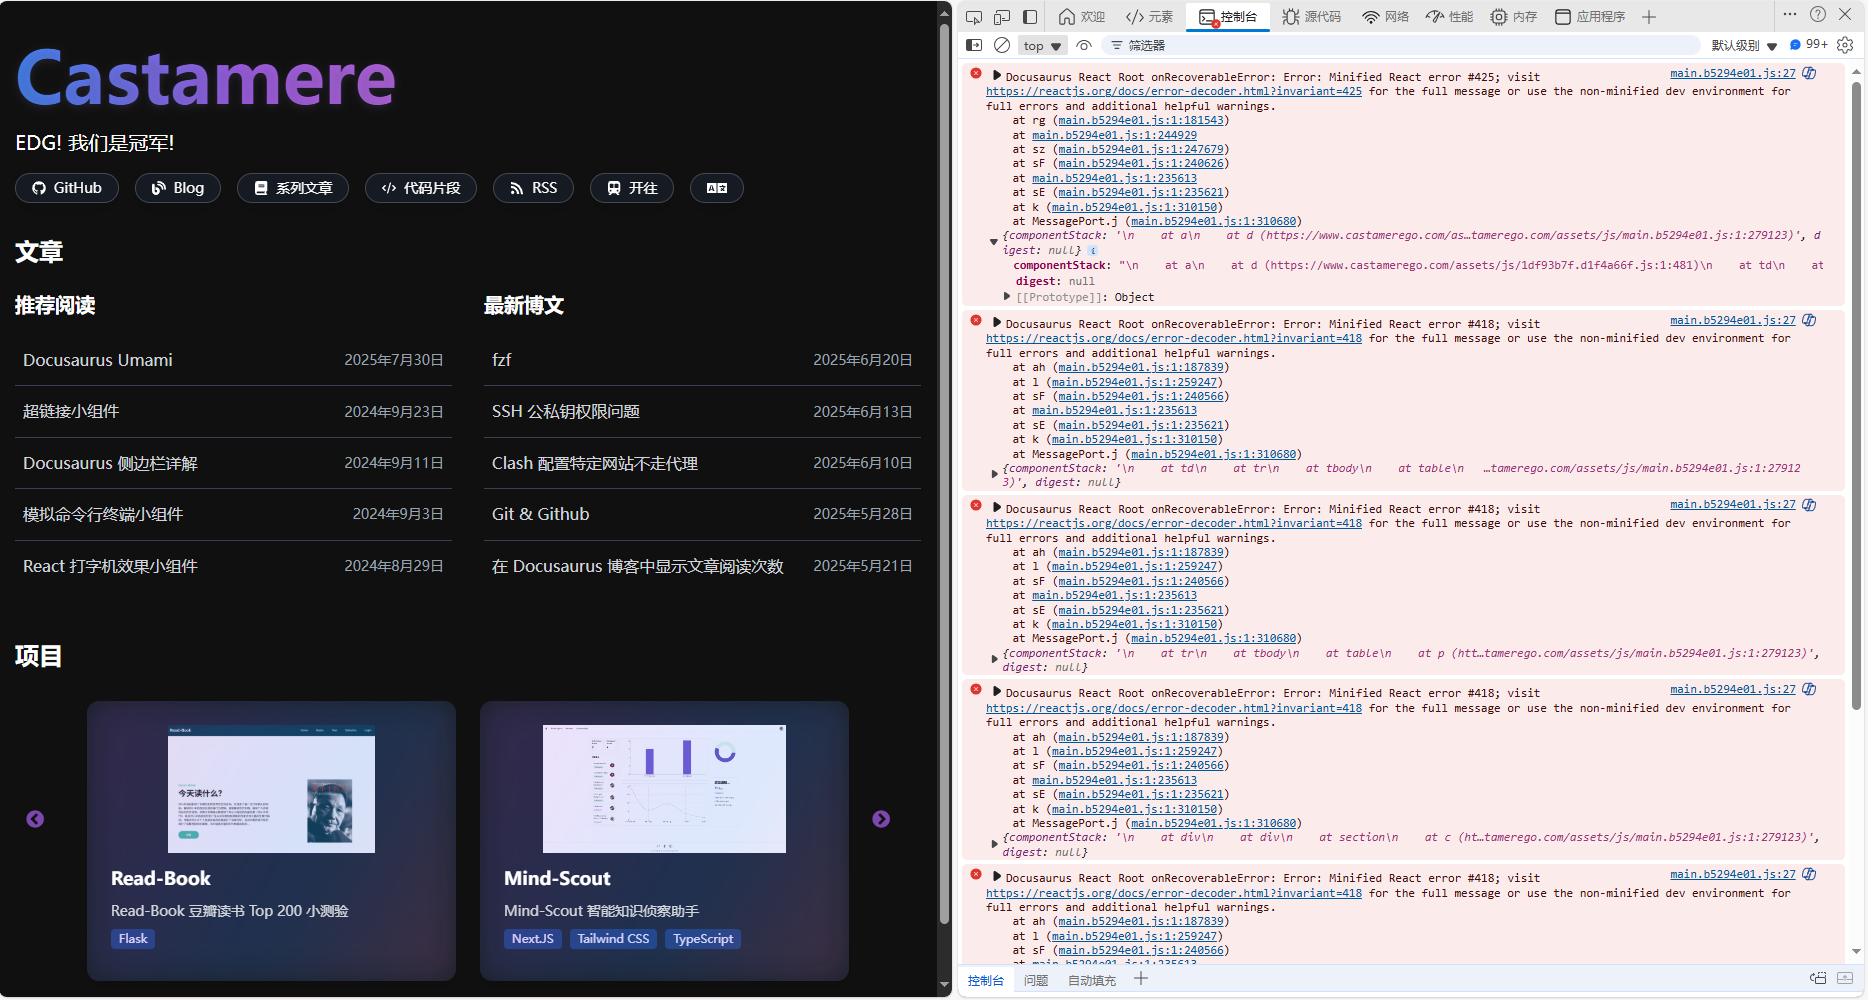 Castamere
EDG! 我们是冠军!
GitHub
Blog
系列文章
代码片段
RSS
开往
文章
推荐阅读
Docusaurus Umami 2025年7月30日
超链接小组件 2024年9月23日
Docusaurus 侧边栏详解 2024年9月11日
模拟命令行终端小组件 2024年9月3日
React 打字机效果小组件 2024年8月29日
最新博文
fzf 2025年6月20日
SSH 公私钥权限问题 2025年6月13日
Clash 配置特定网站不走代理 2025年6月10日
Git & Github 2025年5月28日
在 Docusaurus 博客中显示文章阅读次数 2025年5月21日
项目
Read-Book
今天读什么?
Read-Book
Read-Book 豆瓣读书 Top 200 小测验
Flask
Mind-Scout
Mind-Scout 智能知识侦察助手
NextJS Tailwind CSS TypeScript
欢迎 元素 控制台 源代码 网络 性能 内存 应用程序
top 筛选器 默认级别 99+
Docusaurus React Root onRecoverableError: Error: Minified React error #425; visit main.b5294e01.js:27
https://reactjs.org/docs/error-decoder.html?invariant=425 for the full message or use the non-minified dev environment for
full errors and additional helpful warnings.
at rg (main.b5294e01.js:1:181543)
at main.b5294e01.js:1:244929
at sz (main.b5294e01.js:1:247679)
at sF (main.b5294e01.js:1:240626)
at main.b5294e01.js:1:235613
at sE (main.b5294e01.js:1:235621)
at k (main.b5294e01.js:1:310150)
at MessagePort.j (main.b5294e01.js:1:310680)
{componentStack: '\n    at a\n    at d (https://www.castamerego.com/as…tamerego.com/assets/js/main.b5294e01.js:1:279123)', d
igest: null}
componentStack: "\n    at a\n    at d (https://www.castamerego.com/assets/js/1df93b7f.d1f4a66f.js:1:481)\n    at td\n    at
digest: null
[[Prototype]]: Object
Docusaurus React Root onRecoverableError: Error: Minified React error #418; visit main.b5294e01.js:27
https://reactjs.org/docs/error-decoder.html?invariant=418 for the full message or use the non-minified dev environment for
full errors and additional helpful warnings.
at ah (main.b5294e01.js:1:187839)
at l (main.b5294e01.js:1:259247)
at sF (main.b5294e01.js:1:240566)
at main.b5294e01.js:1:235613
at sE (main.b5294e01.js:1:235621)
at k (main.b5294e01.js:1:310150)
at MessagePort.j (main.b5294e01.js:1:310680)
{componentStack: '\n    at td\n    at tr\n    at tbody\n    at table\n   …tamerego.com/assets/js/main.b5294e01.js:1:27912
3)', digest: null}
Docusaurus React Root onRecoverableError: Error: Minified React error #418; visit main.b5294e01.js:27
https://reactjs.org/docs/error-decoder.html?invariant=418 for the full message or use the non-minified dev environment for
full errors and additional helpful warnings.
at ah (main.b5294e01.js:1:187839)
at l (main.b5294e01.js:1:259247)
at sF (main.b5294e01.js:1:240566)
at main.b5294e01.js:1:235613
at sE (main.b5294e01.js:1:235621)
at k (main.b5294e01.js:1:310150)
at MessagePort.j (main.b5294e01.js:1:310680)
{componentStack: '\n    at tr\n    at tbody\n    at table\n    at p (htt…tamerego.com/assets/js/main.b5294e01.js:1:279123)',
digest: null}
Docusaurus React Root onRecoverableError: Error: Minified React error #418; visit main.b5294e01.js:27
https://reactjs.org/docs/error-decoder.html?invariant=418 for the full message or use the non-minified dev environment for
full errors and additional helpful warnings.
at ah (main.b5294e01.js:1:187839)
at l (main.b5294e01.js:1:259247)
at sF (main.b5294e01.js:1:240566)
at main.b5294e01.js:1:235613
at sE (main.b5294e01.js:1:235621)
at k (main.b5294e01.js:1:310150)
at MessagePort.j (main.b5294e01.js:1:310680)
{componentStack: '\n    at div\n    at div\n    at section\n    at c (ht…tamerego.com/assets/js/main.b5294e01.js:1:279123)',
digest: null}
Docusaurus React Root onRecoverableError: Error: Minified React error #418; visit main.b5294e01.js:27
https://reactjs.org/docs/error-decoder.html?invariant=418 for the full message or use the non-minified dev environment for
full errors and additional helpful warnings.
at ah (main.b5294e01.js:1:187839)
at l (main.b5294e01.js:1:259247)
at sF (main.b5294e01.js:1:240566)
at main.b5294e01.js:1:235613
控制台 问题 自动填充